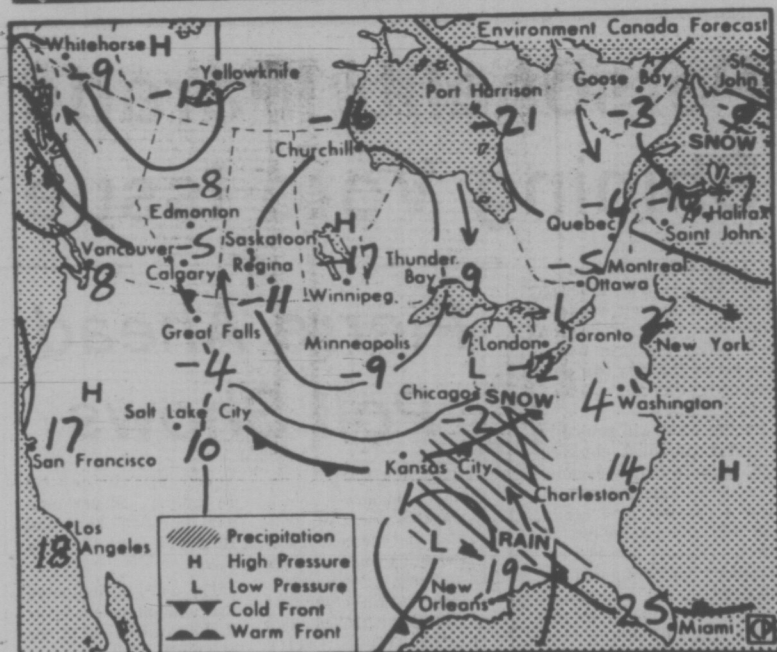 Environment Canada Forecast
Whitehorse H
-9
Yellowknife
-17
Goose Bay
St. John's
Port Harrison
-21
-3
-16
SNOW
Churchill
-8
Edmonton
H
-4
+7
Quebec
Halifax
Saint John
Vancouver
-5
Saskatoon
-17
Thunder Bay
8
Calgary
Regina
-9
-5
Montreal
-11
Winnipeg
Ottawa
L
Great Falls
Toronto
2
Minneapolis
London
New York
-4
-9
L
-2
H
Chicago
SNOW
4
Washington
Salt Lake City
-2
17
10
San Francisco
Kansas City
14
H
Charleston
Los Angeles
18
Precipitation
H High Pressure
L Low Pressure
Cold Front
Warm Front
L
RAIN
19
New Orleans
25
Miami